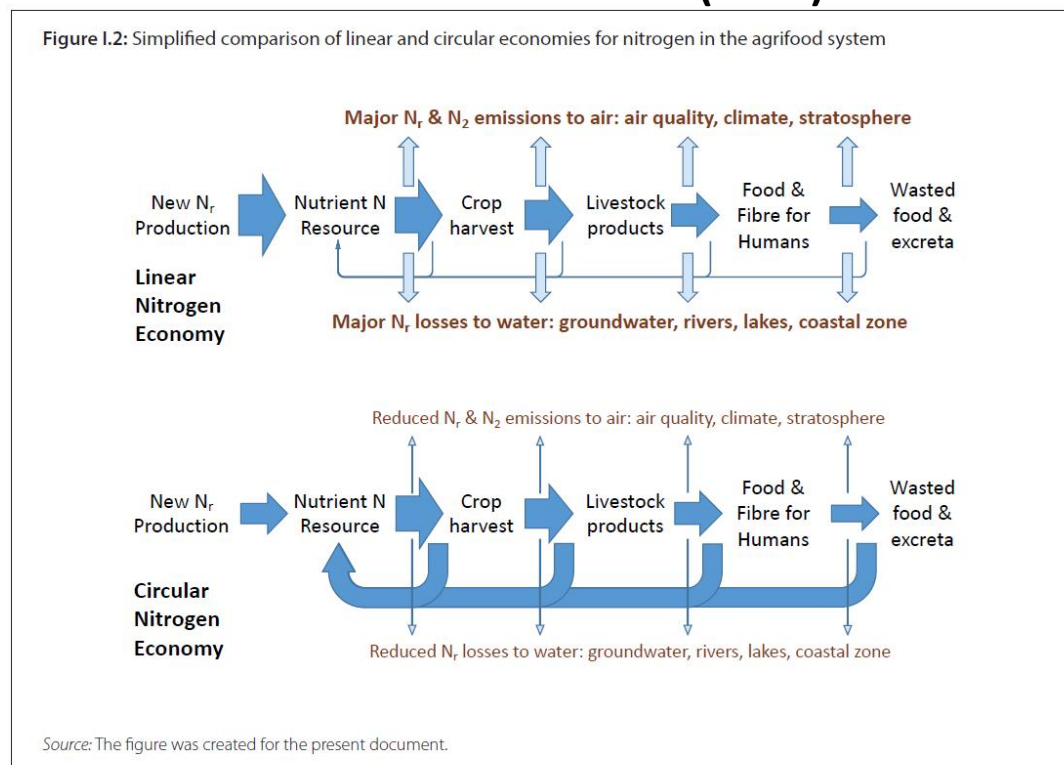 Figure I.2: Simplified comparison of linear and circular economies for nitrogen in the agrifood system
Major Nr & N2 emissions to air: air quality, climate, stratosphere
New Nr
Production
Nutrient N
Resource
Crop
harvest
Livestock
products
Food &
Fibre for
Humans
Wasted
food &
excreta
Linear
Nitrogen
Economy
Major Nr losses to water: groundwater, rivers, lakes, coastal zone
Reduced Nr & N2 emissions to air: air quality, climate, stratosphere
New Nr
Production
Nutrient N
Resource
Crop
harvest
Livestock
products
Food &
Fibre for
Humans
Wasted
food &
excreta
Circular
Nitrogen
Economy
Reduced Nr losses to water: groundwater, rivers, lakes, coastal zone
Source: The figure was created for the present document.